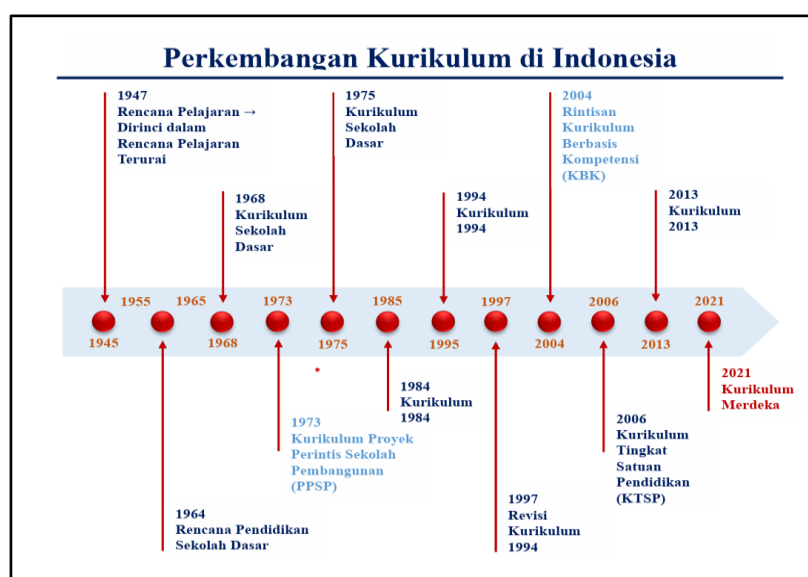 Perkembangan Kurikulum di Indonesia
1947
Rencana Pelajaran →
Dirinci dalam
Rencana Pelajaran
Terurai
1968
Kurikulum
Sekolah
Dasar
1975
Kurikulum
Sekolah
Dasar
1994
Kurikulum
1994
2004
Rintisan
Kurikulum
Berbasis
Kompetensi
(KBK)
2013
Kurikulum
2013
1955 1965 1973 1985 1997 2006 2021
1945 1968 1975 1995 2004 2013
1964
Rencana Pendidikan
Sekolah Dasar
1973
Kurikulum Proyek
Perintis Sekolah
Pembangunan
(PPSP)
*
1984
Kurikulum
1984
1997
Revisi
Kurikulum
1994
2006
Kurikulum
Tingkat
Satuan
Pendidikan
(KTSP)
2021
Kurikulum
Merdeka